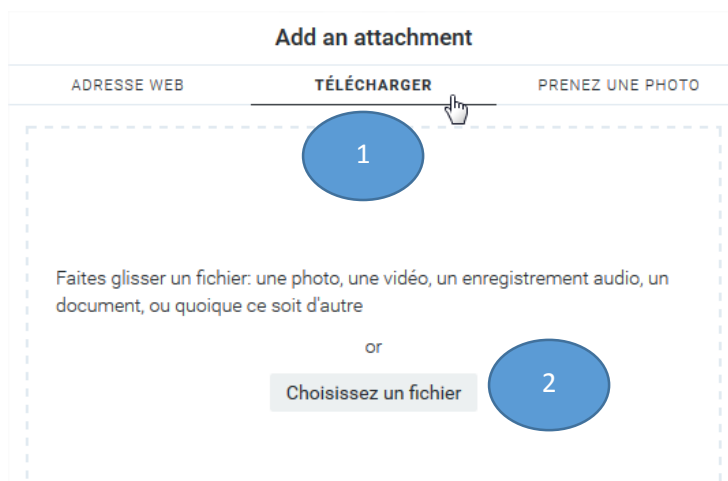 Add an attachment
ADRESSE WEB TÉLÉCHARGER PRENEZ UNE PHOTO
1
Faites glisser un fichier: une photo, une vidéo, un enregistrement audio, un
document, ou quoique ce soit d'autre
or
Choisissez un fichier 2